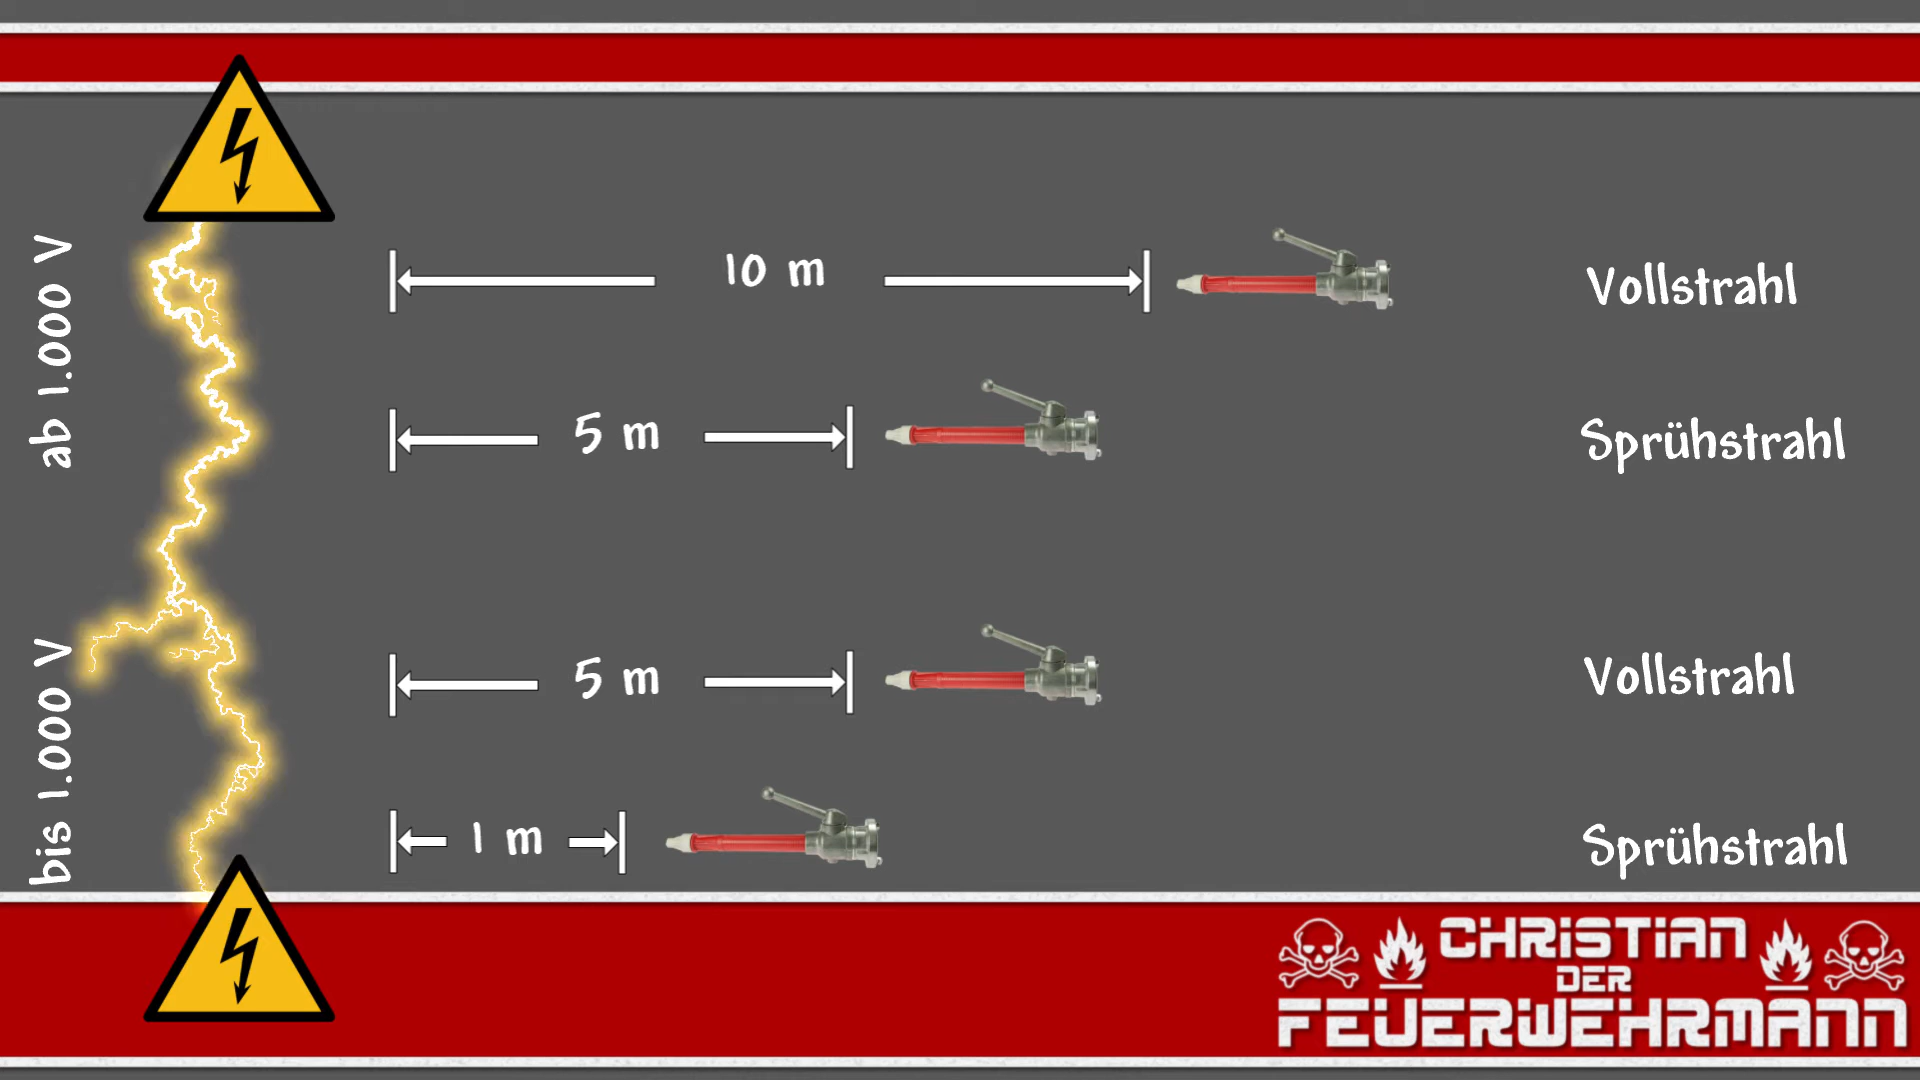 ab 1.000 V
10 m
Vollstrahl
5 m
Sprühstrahl
bis 1.000 V
5 m
Vollstrahl
1 m
Sprühstrahl
CHRISTIAN
DER
FEUERWEHRMANN